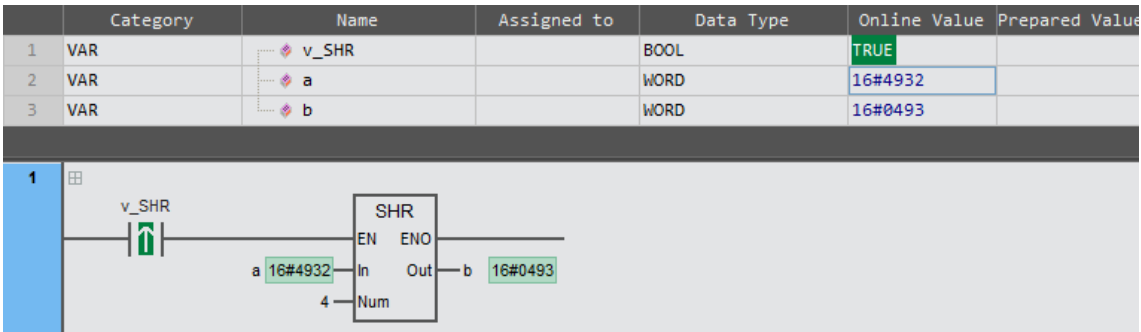 Category Name Assigned to Data Type Online Value Prepared Value
1 VAR v_SHR BOOL TRUE
2 VAR a WORD 16#4932
3 VAR b WORD 16#0493
1
v_SHR
SHR
EN ENO
a 16#4932 In Out b 16#0493
4 Num